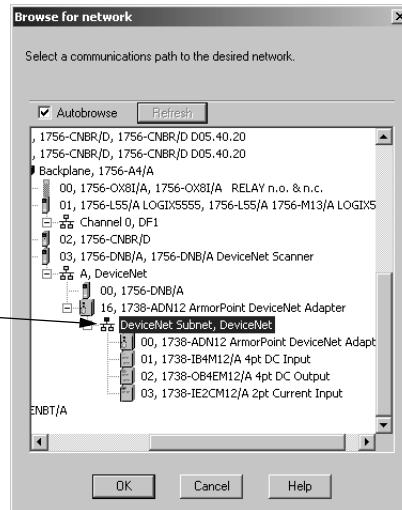 Browse for network
Select a communications path to the desired network.
Autobrowse
Refresh
, 1756-CNBR/D, 1756-CNBR/D D05.40.20
, 1756-CNBR/D, 1756-CNBR/D D05.40.20
Backplane, 1756-A4/A
00, 1756-OX8I/A, 1756-OX8I/A RELAY n.o. & n.c.
01, 1756-L55/A LOGIX5555, 1756-L55/A 1756-M13/A LOGIX5
Channel 0, DF1
02, 1756-CNBR/D
03, 1756-DNB/A, 1756-DNB/A DeviceNet Scanner
A, DeviceNet
00, 1756-DNB/A
16, 1738-ADN12 ArmorPoint DeviceNet Adapter
DeviceNet Subnet, DeviceNet
00, 1738-ADN12 ArmorPoint DeviceNet Adapt
01, 1738-IB4M12/A 4pt DC Input
02, 1738-OB4EM12/A 4pt DC Output
03, 1738-IE2CM12/A 2pt Current Input
ENBT/A
OK
Cancel
Help